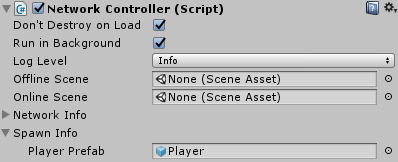 Network Controller (Script)
Don't Destroy on Load
Run in Background
Log Level Info
Offline Scene None (Scene Asset)
Online Scene None (Scene Asset)
Network Info
Spawn Info
Player Prefab Player